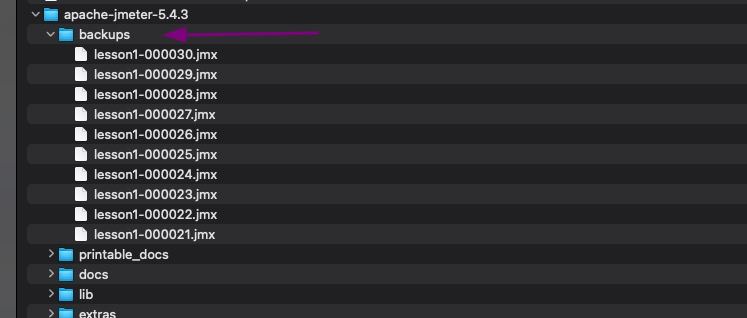 apache-jmeter-5.4.3
backups
lesson1-000030.jmx
lesson1-000029.jmx
lesson1-000028.jmx
lesson1-000027.jmx
lesson1-000026.jmx
lesson1-000025.jmx
lesson1-000024.jmx
lesson1-000023.jmx
lesson1-000022.jmx
lesson1-000021.jmx
printable_docs
docs
lib
extras